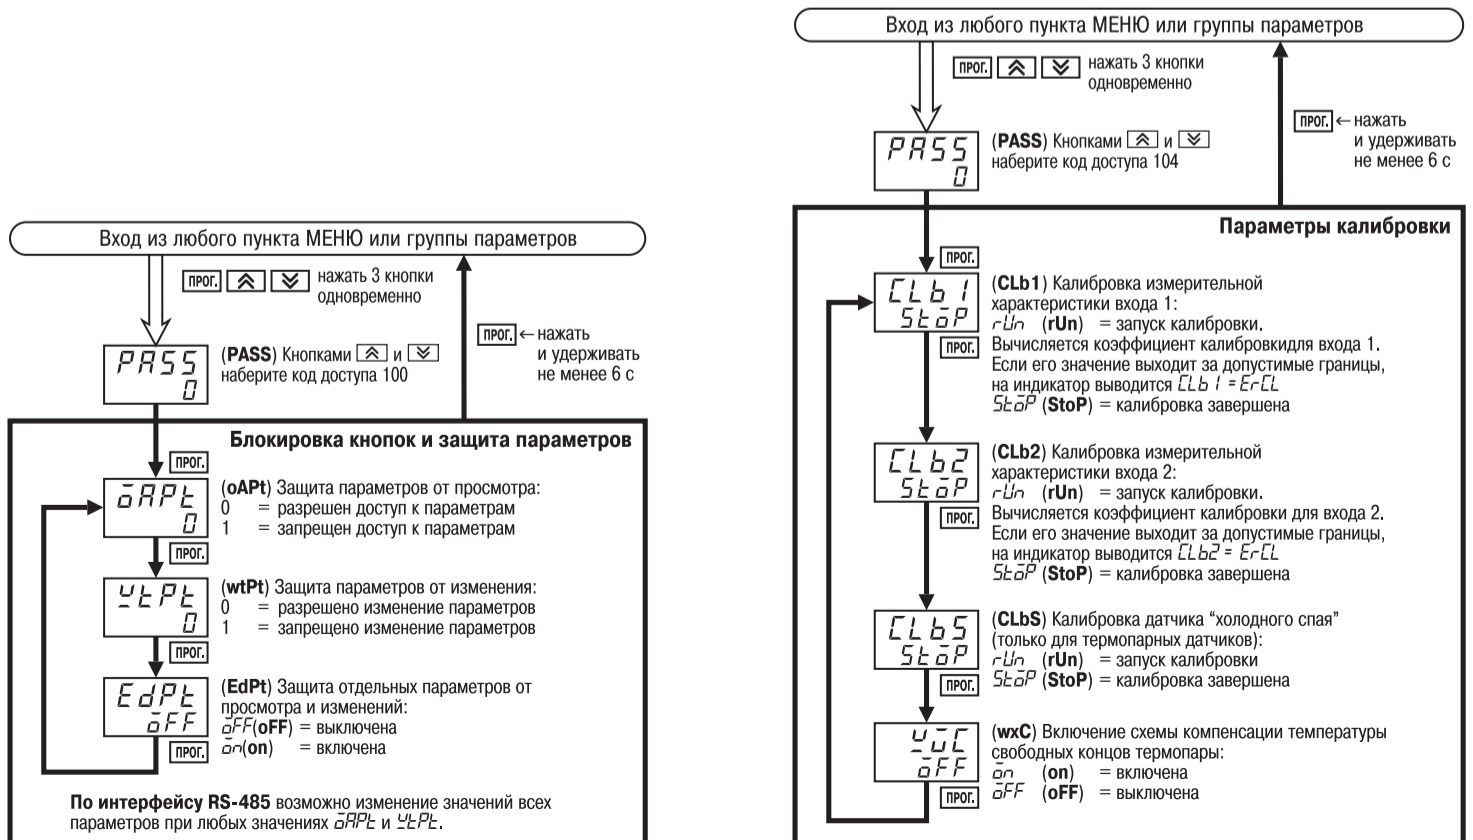 Вход из любого пункта МЕНЮ или группы параметров
ПРОГ. нажать 3 кнопки
одновременно
ПРОГ. ← нажать
и удерживать
не менее 6 с
PASS
0
(PASS) Кнопками и
наберите код доступа 100
Блокировка кнопок и защита параметров
ПРОГ.
oAPt
0
(oAPt) Защита параметров от просмотра:
0 = разрешен доступ к параметрам
1 = запрещен доступ к параметрам
ПРОГ.
wtPt
0
(wtPt) Защита параметров от изменения:
0 = разрешено изменение параметров
1 = запрещено изменение параметров
ПРОГ.
EdPt
oFF
(EdPt) Защита отдельных параметров от
просмотра и изменений:
oFF(oFF) = выключена
on(on) = включена
ПРОГ.
По интерфейсу RS-485 возможно изменение значений всех
параметров при любых значениях oAPt и wtPt.
Вход из любого пункта МЕНЮ или группы параметров
ПРОГ. нажать 3 кнопки
одновременно
ПРОГ. ← нажать
и удерживать
не менее 6 с
PASS
0
(PASS) Кнопками и
наберите код доступа 104
Параметры калибровки
ПРОГ.
CLb1
StoP
(CLb1) Калибровка измерительной
характеристики входа 1:
rUn (rUn) = запуск калибровки.
ПРОГ.
Вычисляется коэффициент калибровкидля входа 1.
Если его значение выходит за допустимые границы,
на индикатор выводится CLb1 = ErCL
StoP (StoP) = калибровка завершена
CLb2
StoP
(CLb2) Калибровка измерительной
характеристики входа 2:
rUn (rUn) = запуск калибровки.
ПРОГ.
Вычисляется коэффициент калибровки для входа 2.
Если его значение выходит за допустимые границы,
на индикатор выводится CLb2 = ErCL
StoP (StoP) = калибровка завершена
CLbS
StoP
(CLbS) Калибровка датчика “холодного спая”
(только для термопарных датчиков):
rUn (rUn) = запуск калибровки
StoP (StoP) = калибровка завершена
ПРОГ.
wxC
oFF
(wxC) Включение схемы компенсации температуры
свободных концов термопары:
on (on) = включена
oFF (oFF) = выключена
ПРОГ.